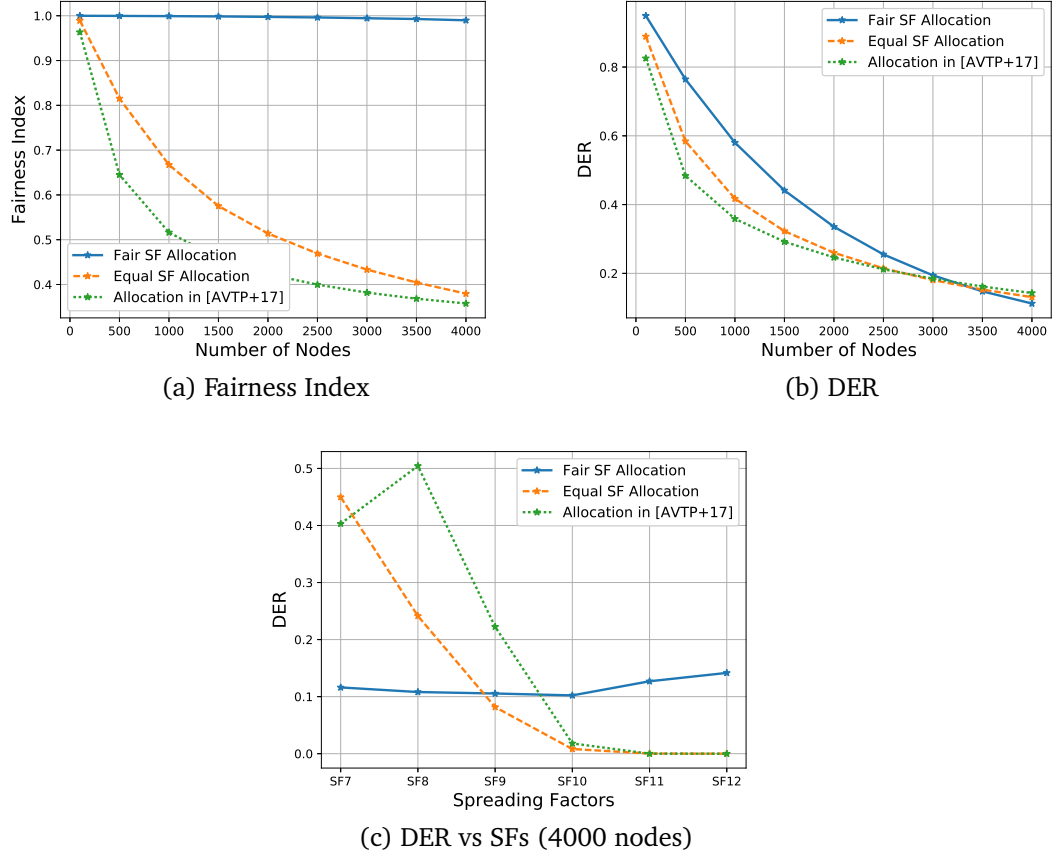 1.0
0.9
0.8
0.7
0.6
0.5
0.4
Fairness Index
Fair SF Allocation
Equal SF Allocation
Allocation in [AVTP+17]
0 500 1000 1500 2000 2500 3000 3500 4000
Number of Nodes
(a) Fairness Index
0.8
0.6
0.4
0.2
DER
Fair SF Allocation
Equal SF Allocation
Allocation in [AVTP+17]
0 500 1000 1500 2000 2500 3000 3500 4000
Number of Nodes
(b) DER
0.5
0.4
0.3
0.2
0.1
0.0
DER
Fair SF Allocation
Equal SF Allocation
Allocation in [AVTP+17]
SF7 SF8 SF9 SF10 SF11 SF12
Spreading Factors
(c) DER vs SFs (4000 nodes)